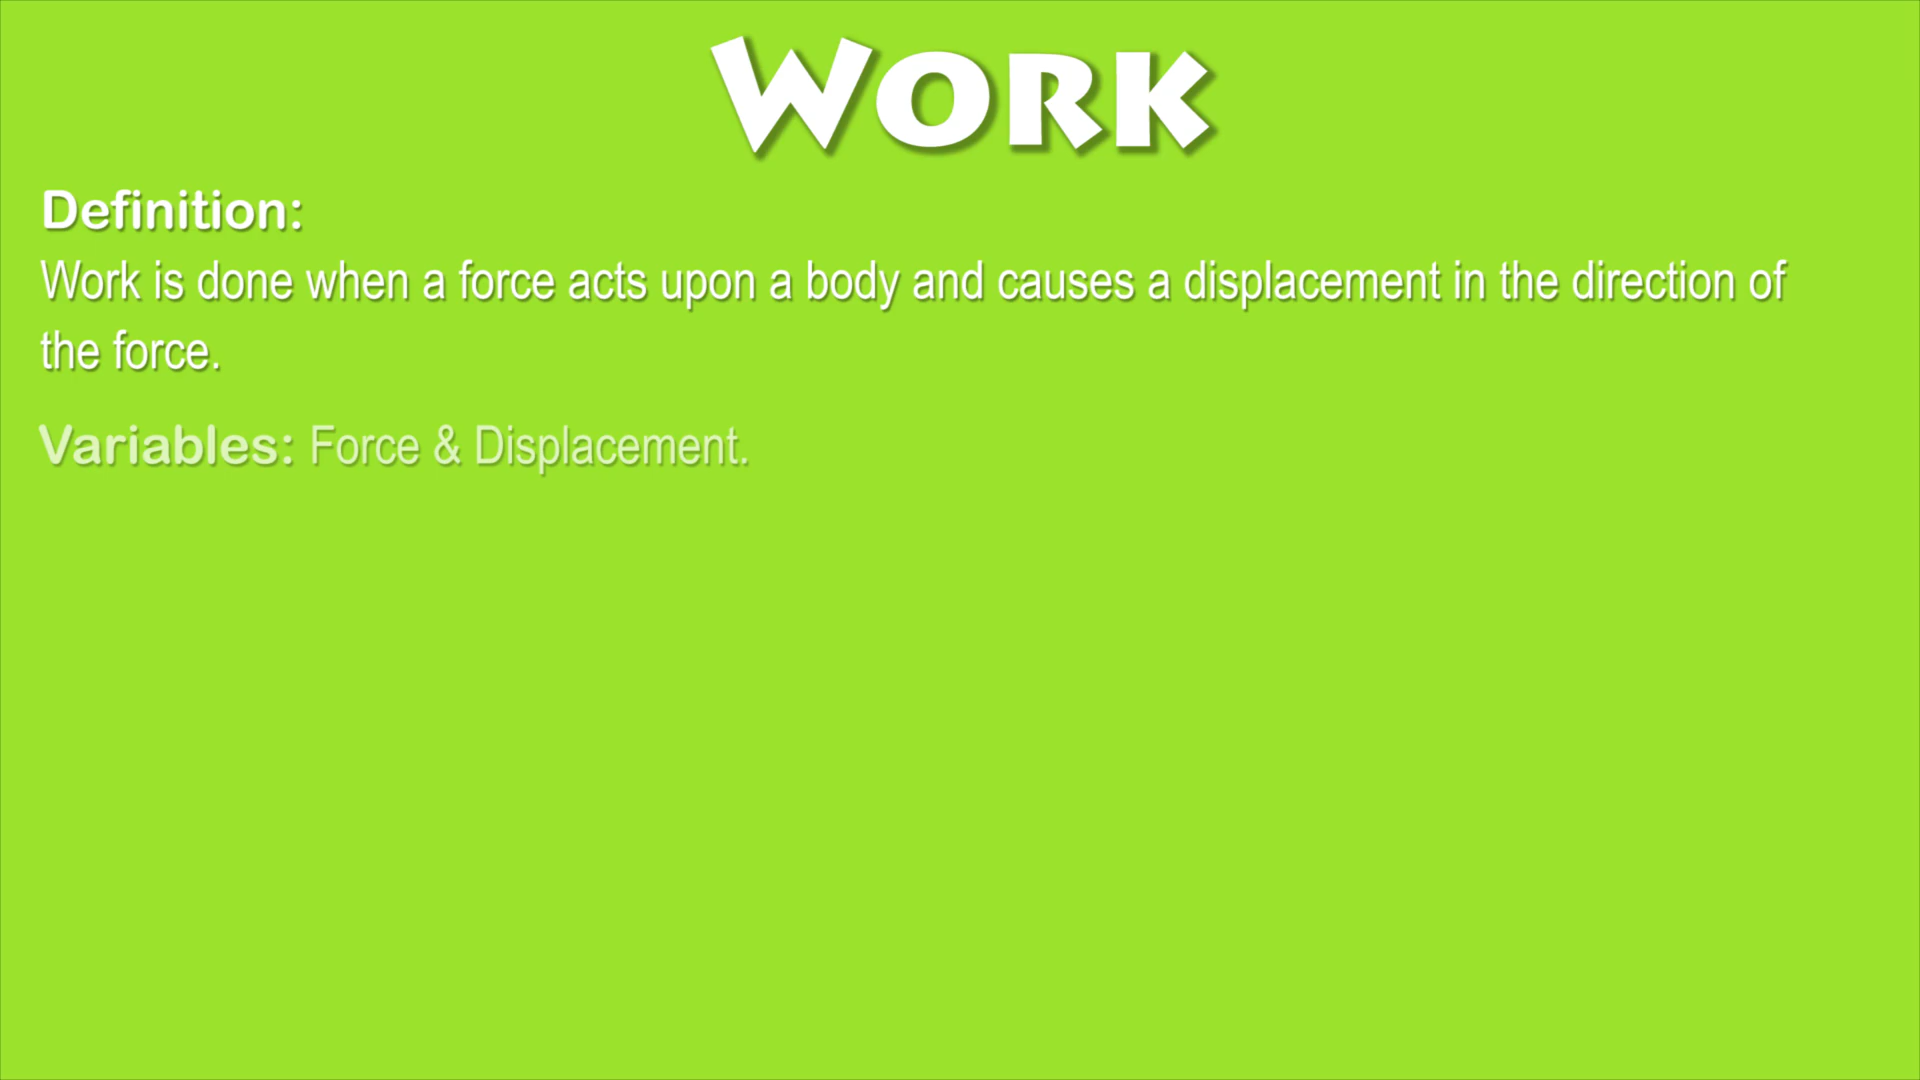 Work
Definition:
Work is done when a force acts upon a body and causes a displacement in the direction of
the force.
Variables: Force & Displacement.